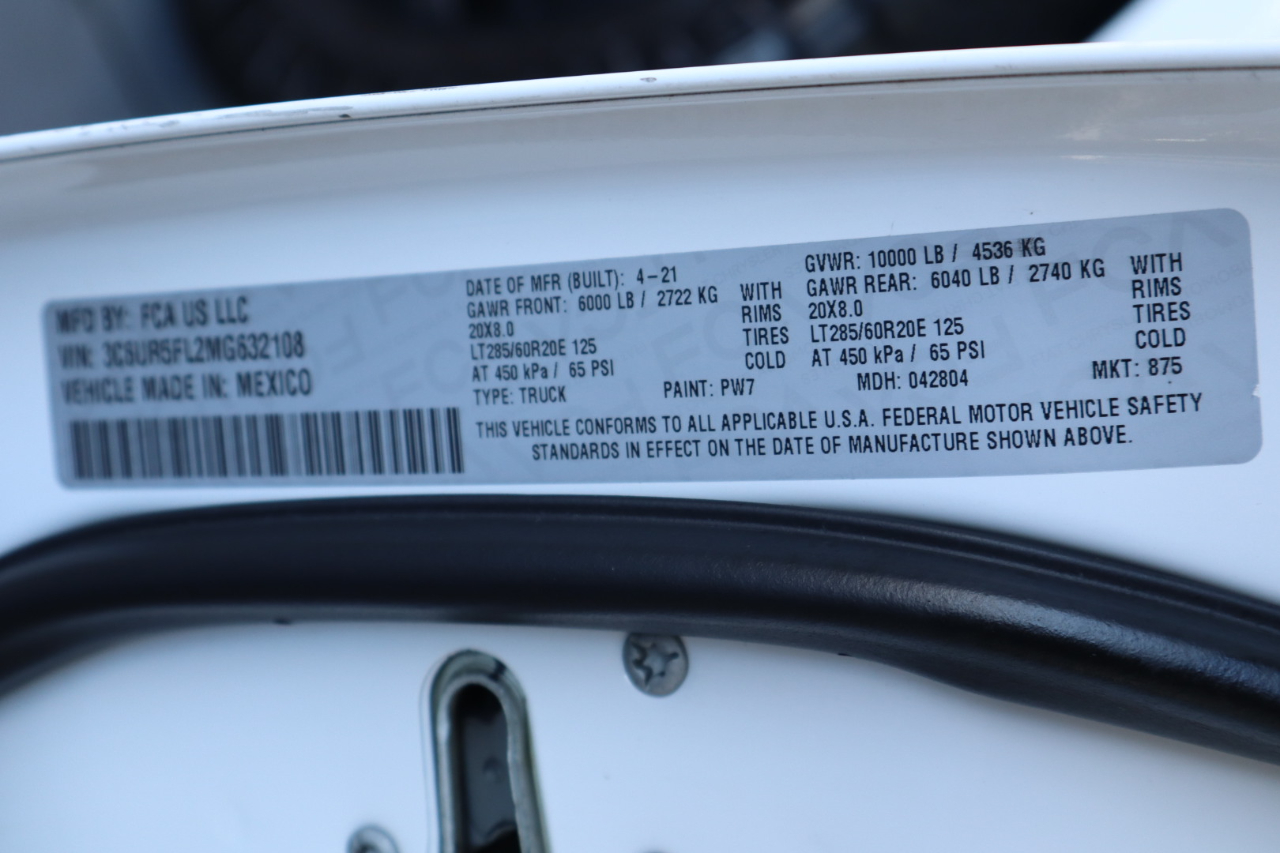 MFD BY: FCA US LLC
VIN: 3C6UR5FL2MG632108
VEHICLE MADE IN: MEXICO
DATE OF MFR (BUILT): 4-21
GAWR FRONT: 6000 LB / 2722 KG
20X8.0
LT285/60R20E 125
AT 450 kPa / 65 PSI
WITH
RIMS
TIRES
COLD
GVWR: 10000 LB / 4536 KG
GAWR REAR: 6040 LB / 2740 KG
20X8.0
LT285/60R20E 125
AT 450 kPa / 65 PSI
WITH
RIMS
TIRES
COLD
TYPE: TRUCK PAINT: PW7 MDH: 042804 MKT: 875
THIS VEHICLE CONFORMS TO ALL APPLICABLE U.S.A. FEDERAL MOTOR VEHICLE SAFETY
STANDARDS IN EFFECT ON THE DATE OF MANUFACTURE SHOWN ABOVE.